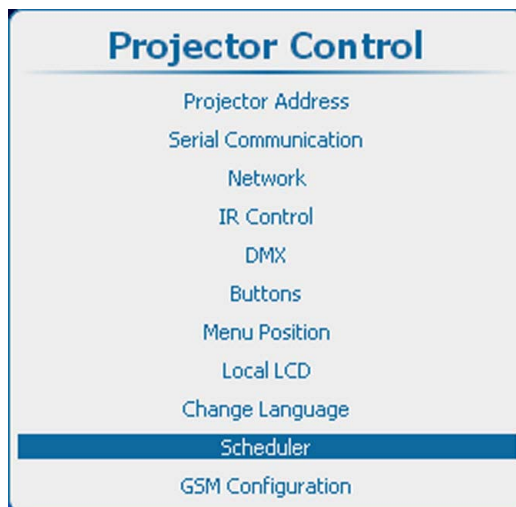 Projector Control
Projector Address
Serial Communication
Network
IR Control
DMX
Buttons
Menu Position
Local LCD
Change Language
Scheduler
GSM Configuration